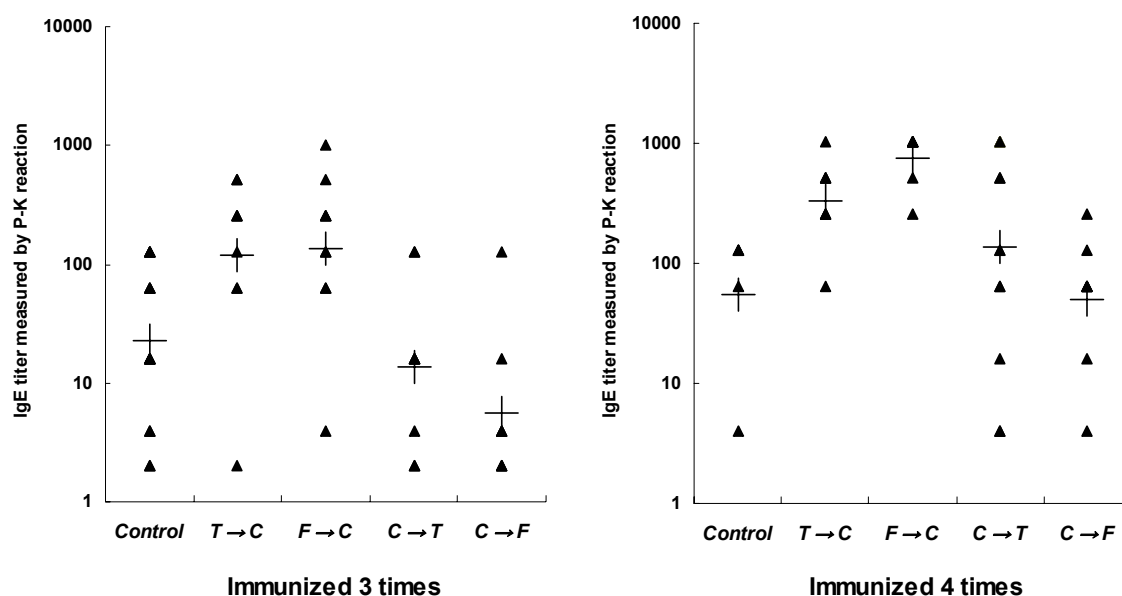 IgE titer measured by P-K reaction
10000
1000
100
10
1
Control T→C F→C C→T C→F
Immunized 3 times
IgE titer measured by P-K reaction
10000
1000
100
10
1
Control T→C F→C C→T C→F
Immunized 4 times